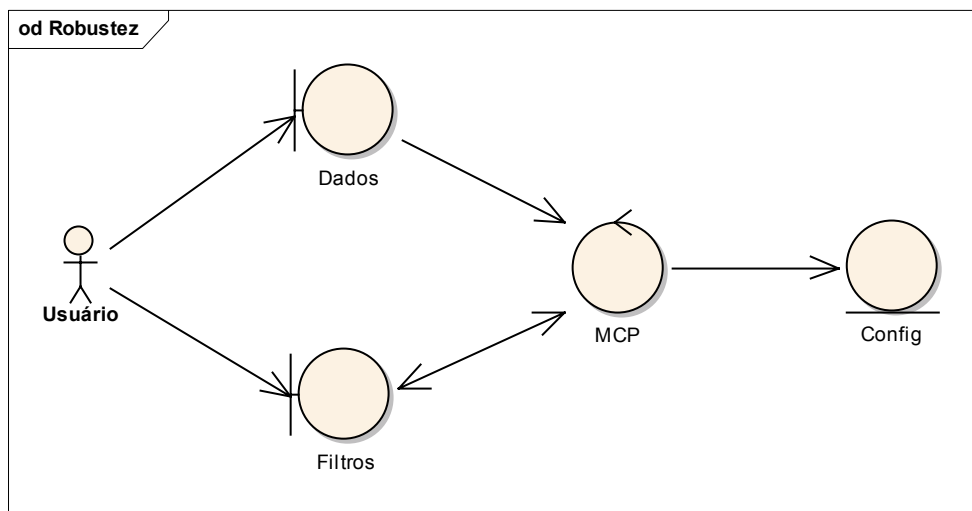 od Robustez
Dados
Usuário
MCP
Config
Filtros